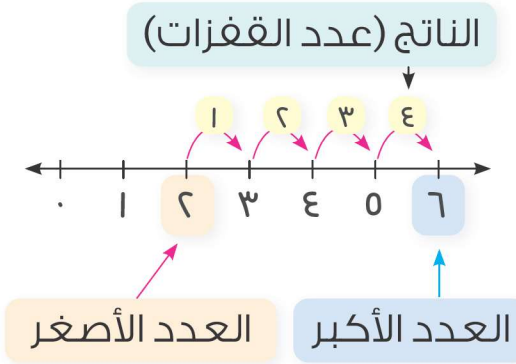 الناتج (عدد القفزات)
١ ٢ ٣ ٤
٠ ١ ٢ ٣ ٤ ٥ ٦
العدد الأصغر
العدد الأكبر